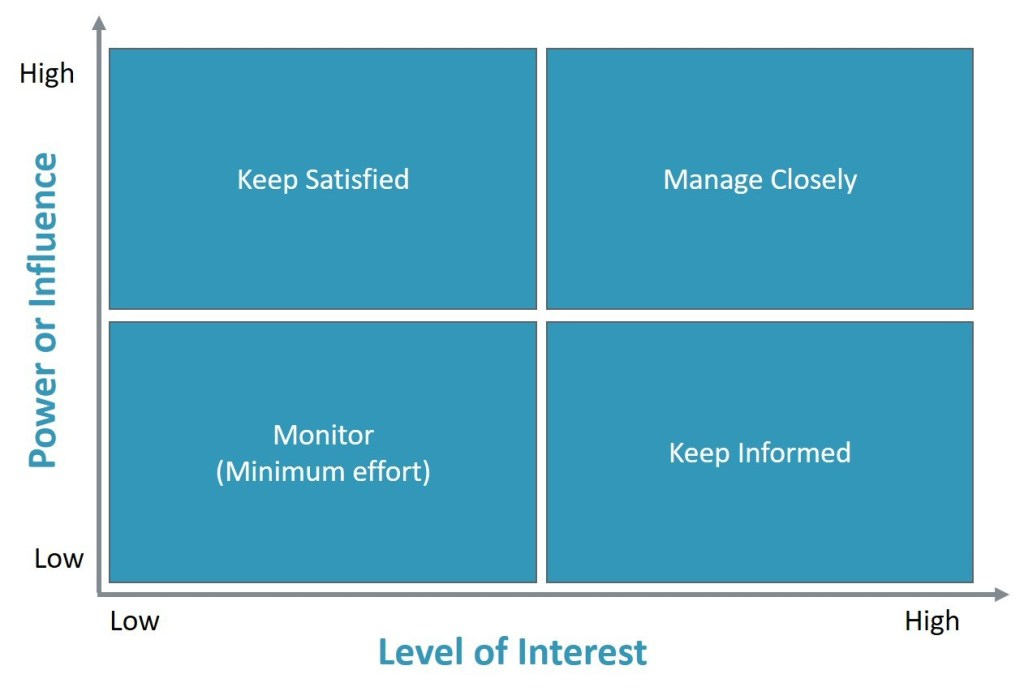 High
Keep Satisfied
Manage Closely
Power or Influence
Monitor
(Minimum effort)
Keep Informed
Low
Low
High
Level of Interest